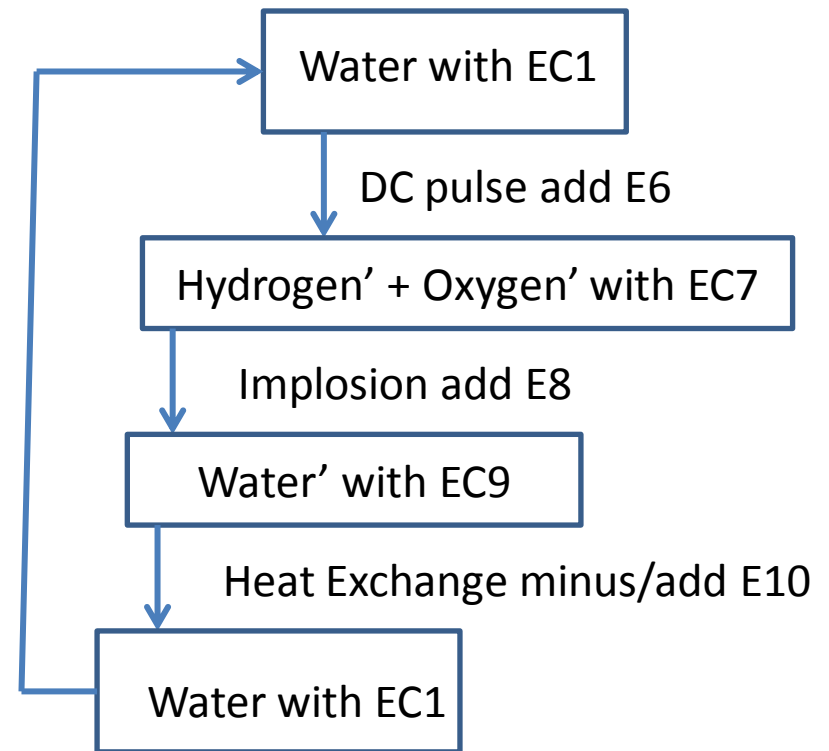 Water with EC1
DC pulse add E6
Hydrogen’ + Oxygen’ with EC7
Implosion add E8
Water’ with EC9
Heat Exchange minus/add E10
Water with EC1